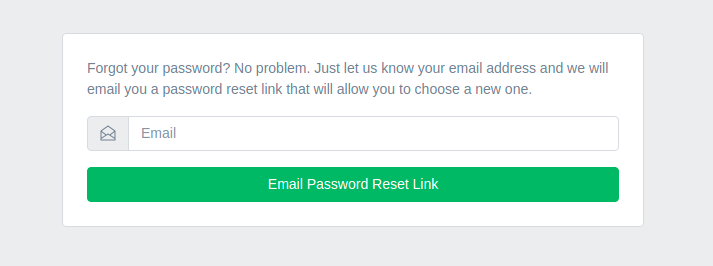 Forgot your password? No problem. Just let us know your email address and we will
email you a password reset link that will allow you to choose a new one.
Email
Email Password Reset Link